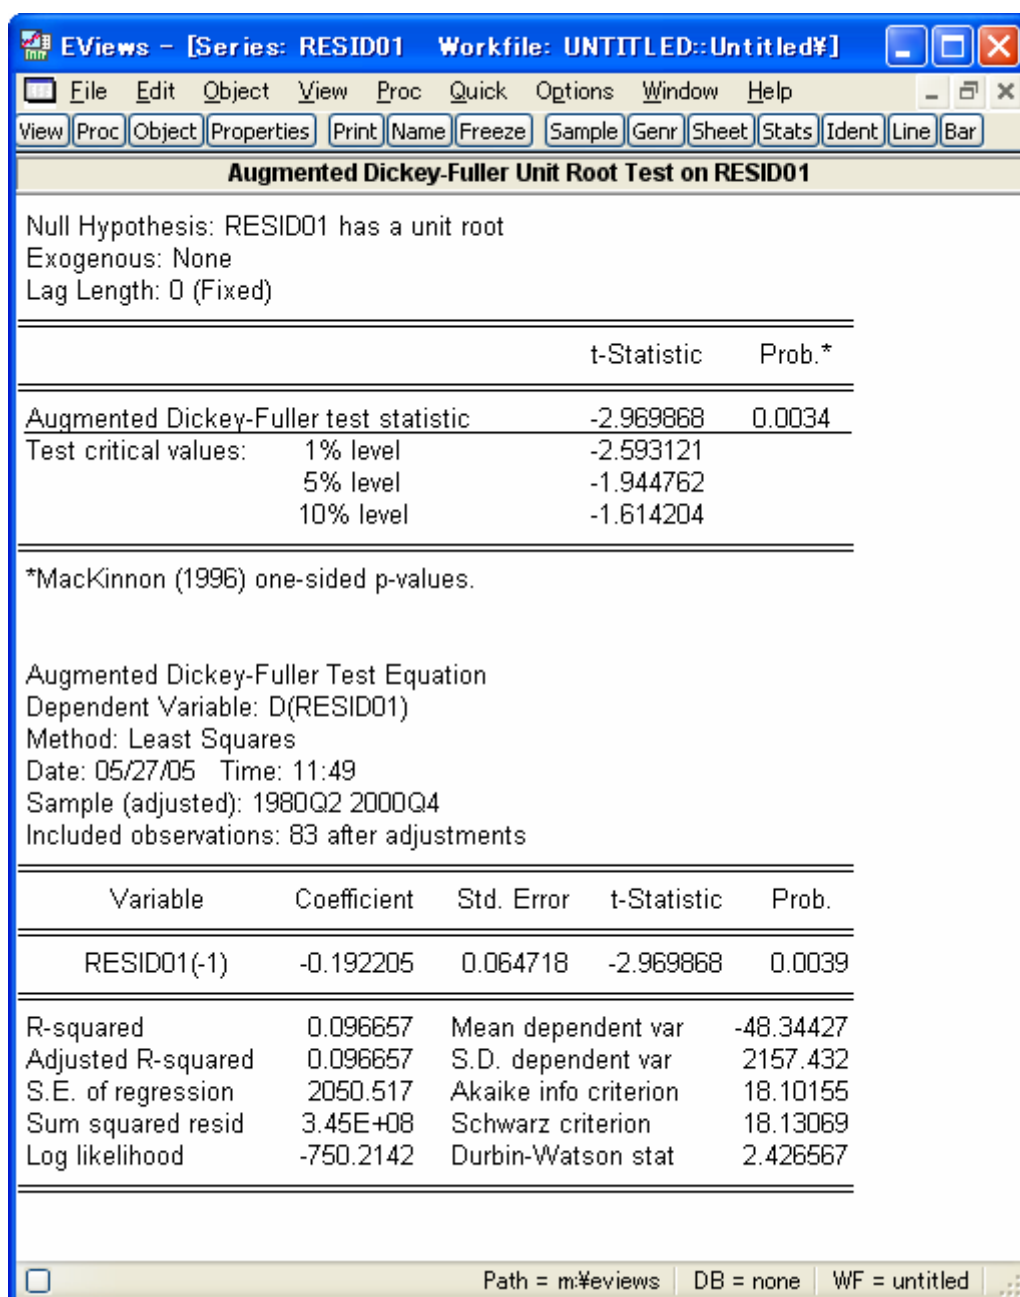 EViews - [Series: RESID01 Workfile: UNTITLED::Untitled¥]
File Edit Object View Proc Quick Options Window Help
View Proc Object Properties Print Name Freeze Sample Genr Sheet Stats Ident Line Bar
Augmented Dickey-Fuller Unit Root Test on RESID01
Null Hypothesis: RESID01 has a unit root
Exogenous: None
Lag Length: 0 (Fixed)
t-Statistic Prob.*
Augmented Dickey-Fuller test statistic -2.969868 0.0034
Test critical values: 1% level -2.593121
5% level -1.944762
10% level -1.614204
*MacKinnon (1996) one-sided p-values.
Augmented Dickey-Fuller Test Equation
Dependent Variable: D(RESID01)
Method: Least Squares
Date: 05/27/05 Time: 11:49
Sample (adjusted): 1980Q2 2000Q4
Included observations: 83 after adjustments
Variable Coefficient Std. Error t-Statistic Prob.
RESID01(-1) -0.192205 0.064718 -2.969868 0.0039
R-squared 0.096657 Mean dependent var -48.34427
Adjusted R-squared 0.096657 S.D. dependent var 2157.432
S.E. of regression 2050.517 Akaike info criterion 18.10155
Sum squared resid 3.45E+08 Schwarz criterion 18.13069
Log likelihood -750.2142 Durbin-Watson stat 2.426567
Path = m:¥eviews DB = none WF = untitled